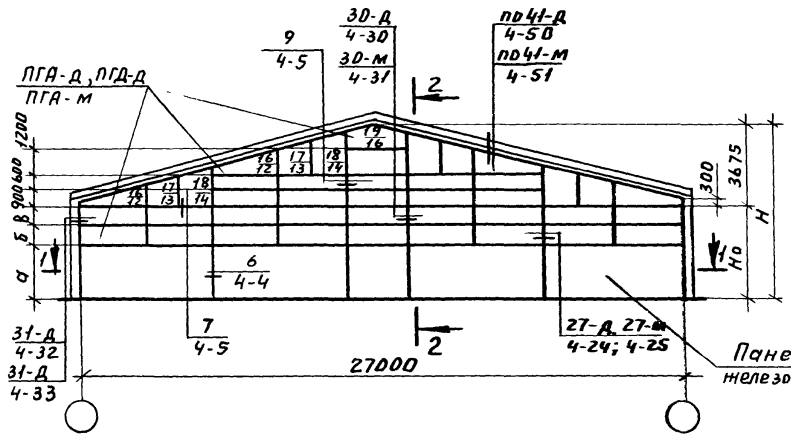 9
4-5
30-Д
4-30
30-М
4-31
ПД41-Д
4-50
ПД41-М
4-51
ПГА-Д, ПГД-Д
ПГА-М
2
1200
600
900
В
Б
а
19
16
16
12
17
13
18
14
16
12
17
13
18
14
300
3675
Н
Но
1
1
6
4-4
31-Д
4-32
31-Д
4-33
7
4-5
2
27-Д, 27-М
4-24; 4-25
27000
Пане
железо